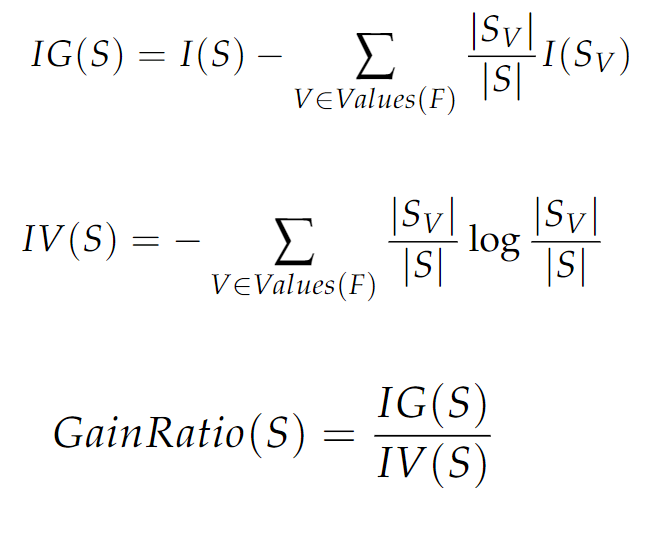 IG(S) = I(S) − ∑_{V∈Values(F)} |S_V|/|S| I(S_V)
IV(S) = − ∑_{V∈Values(F)} |S_V|/|S| log |S_V|/|S|
GainRatio(S) = IG(S)/IV(S)